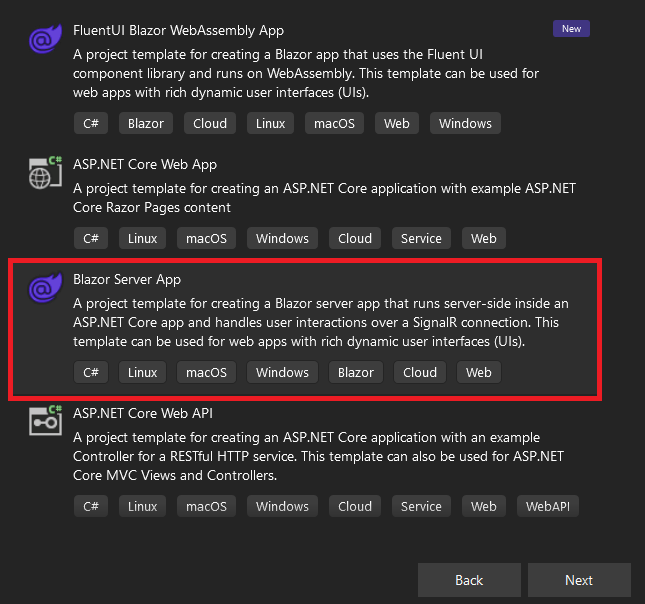 FluentUI Blazor WebAssembly App New
A project template for creating a Blazor app that uses the Fluent UI
component library and runs on WebAssembly. This template can be used for
web apps with rich dynamic user interfaces (UIs).
C# Blazor Cloud Linux macOS Web Windows
C#
ASP.NET Core Web App
A project template for creating an ASP.NET Core application with example ASP.NET
Core Razor Pages content
C# Linux macOS Windows Cloud Service Web
Blazor Server App
A project template for creating a Blazor server app that runs server-side inside an
ASP.NET Core app and handles user interactions over a SignalR connection. This
template can be used for web apps with rich dynamic user interfaces (UIs).
C# Linux macOS Windows Blazor Cloud Web
C#
ASP.NET Core Web API
A project template for creating an ASP.NET Core application with an example
Controller for a RESTful HTTP service. This template can also be used for ASP.NET
Core MVC Views and Controllers.
C# Linux macOS Windows Cloud Service Web WebAPI
Back Next